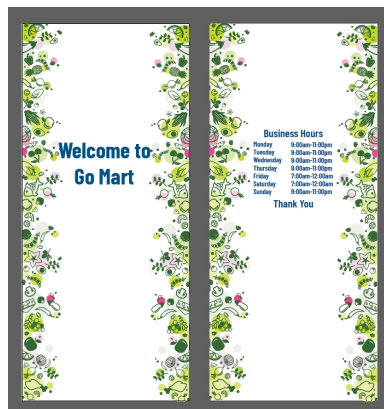 Welcome to
Go Mart
Business Hours
Monday 9:00am-11:00pm
Tuesday 9:00am-11:00pm
Wednesday 9:00am-11:00pm
Thursday 9:00am-11:00pm
Friday 7:00am-12:00am
Saturday 7:00am-12:00am
Sunday 9:00am-11:00pm
Thank You